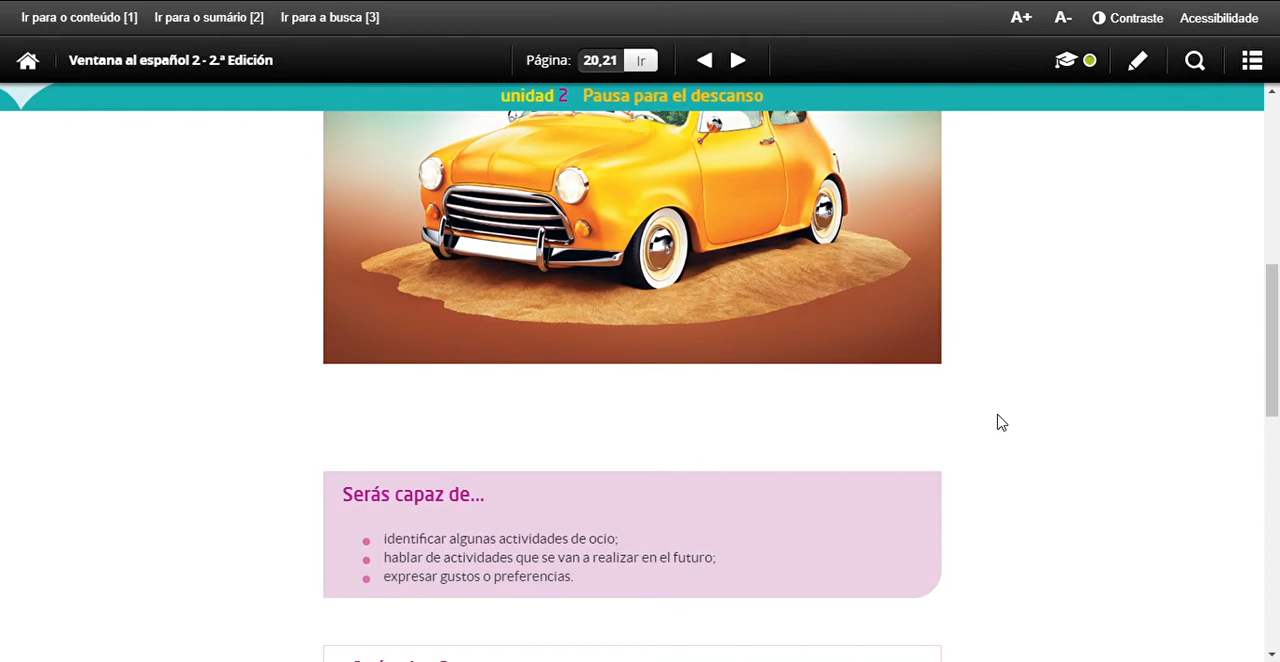 Ir para o conteúdo [1] Ir para o sumário [2] Ir para a busca [3] A+ A- Contraste Acessibilidade
Ventana al español 2 - 2.ª Edición Página: 20,21 Ir
unidad 2 Pausa para el descanso
Serás capaz de...
identificar algunas actividades de ocio;
hablar de actividades que se van a realizar en el futuro;
expresar gustos o preferencias.